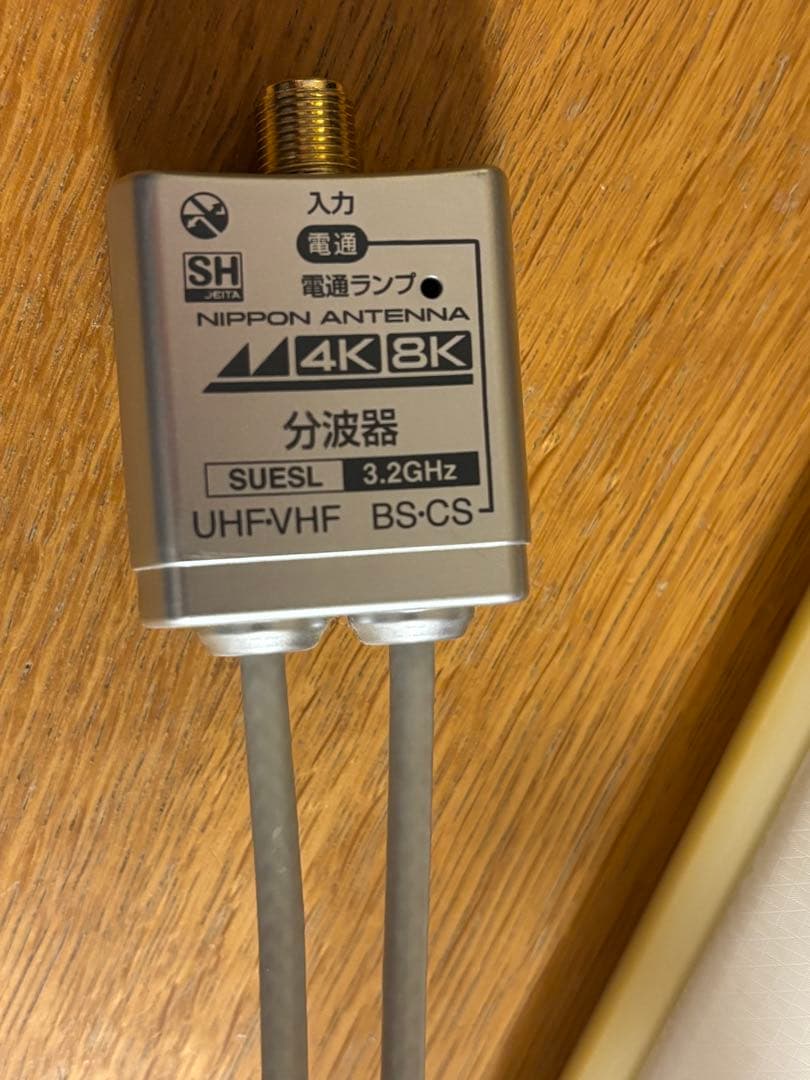 入力
電通
電通ランプ
SH
JEITA
NIPPON ANTENNA
4K 8K
分波器
SUESL 3.2GHz
UHF・VHF BS・CS